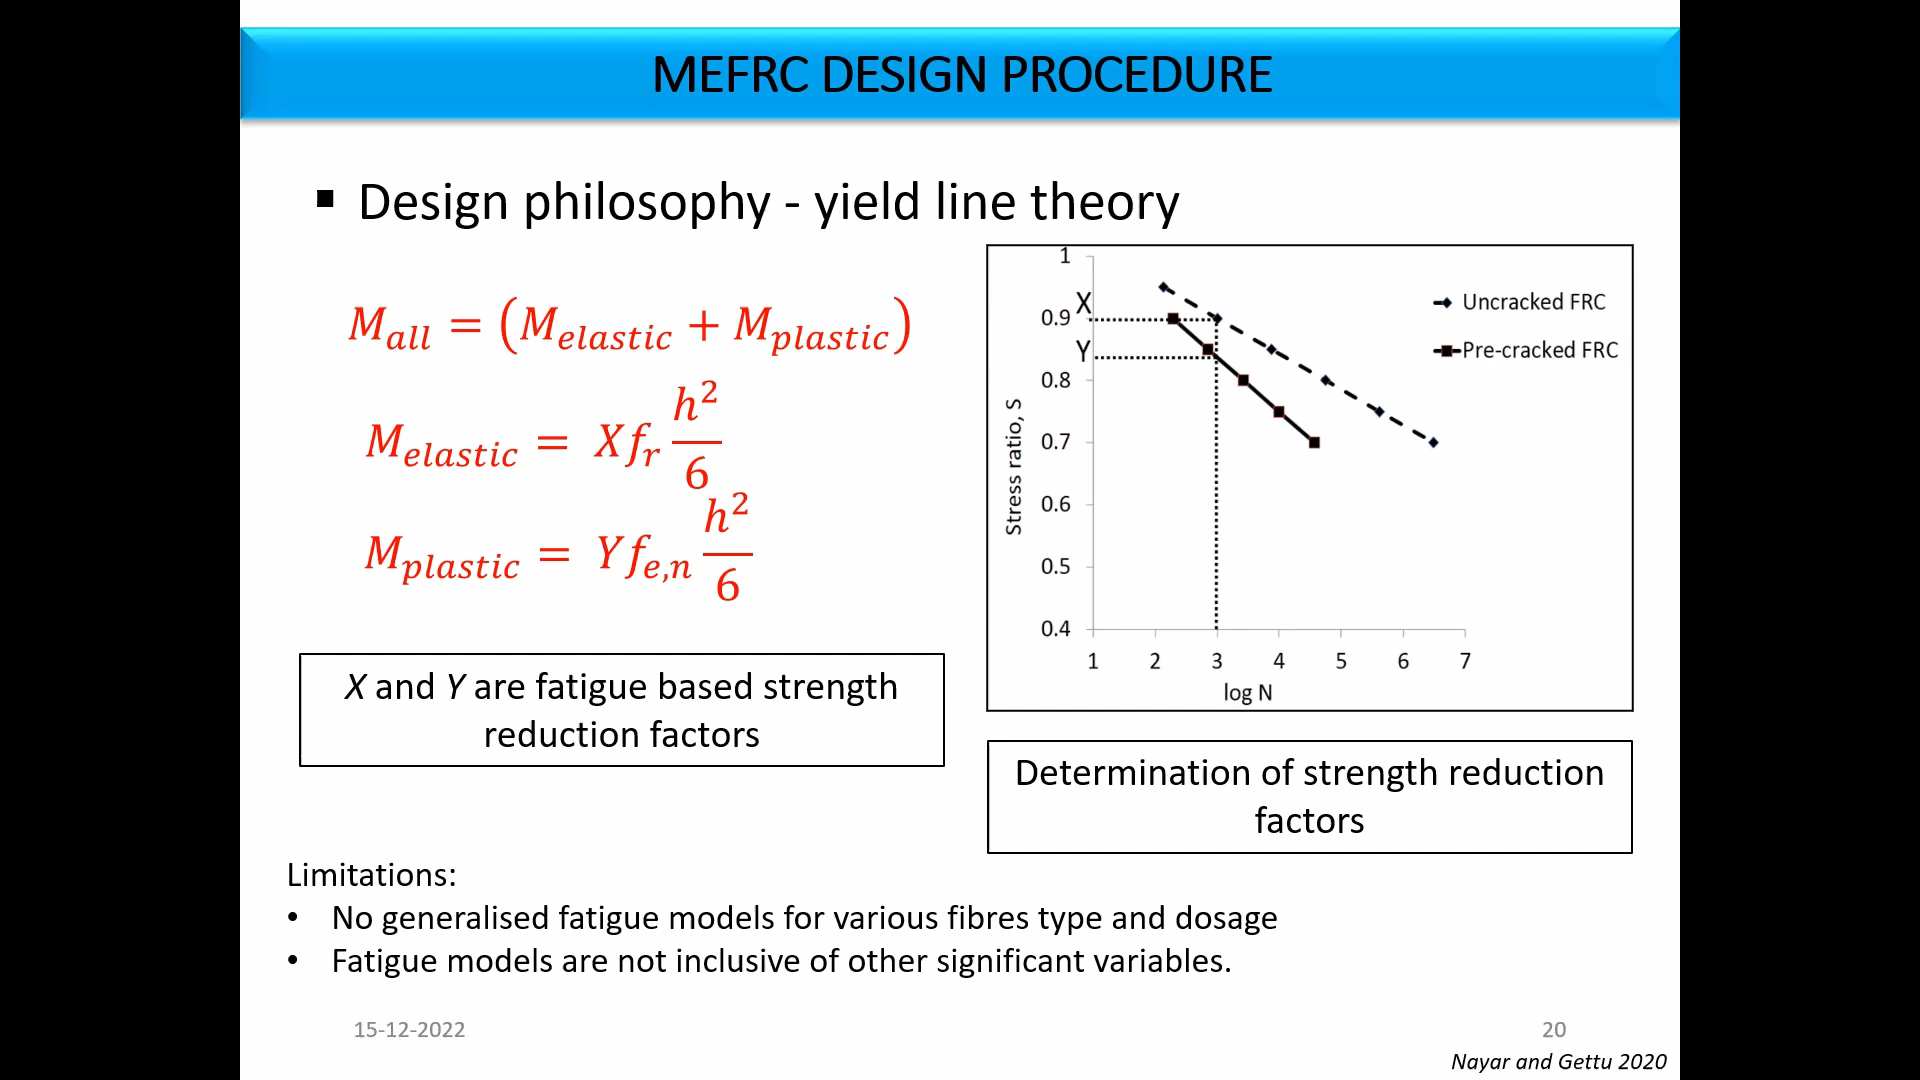 MEFRC DESIGN PROCEDURE
▪ Design philosophy - yield line theory
M_all = (M_elastic + M_plastic)
M_elastic = X f_r h²/6
M_plastic = Y f_e,n h²/6
X and Y are fatigue based strength
reduction factors
1
X
0.9
Y
0.8
0.7
0.6
0.5
0.4
Stress ratio, S
1 2 3 4 5 6 7
log N
Uncracked FRC
Pre-cracked FRC
Determination of strength reduction
factors
Limitations:
• No generalised fatigue models for various fibres type and dosage
• Fatigue models are not inclusive of other significant variables.
15-12-2022
20
Nayar and Gettu 2020